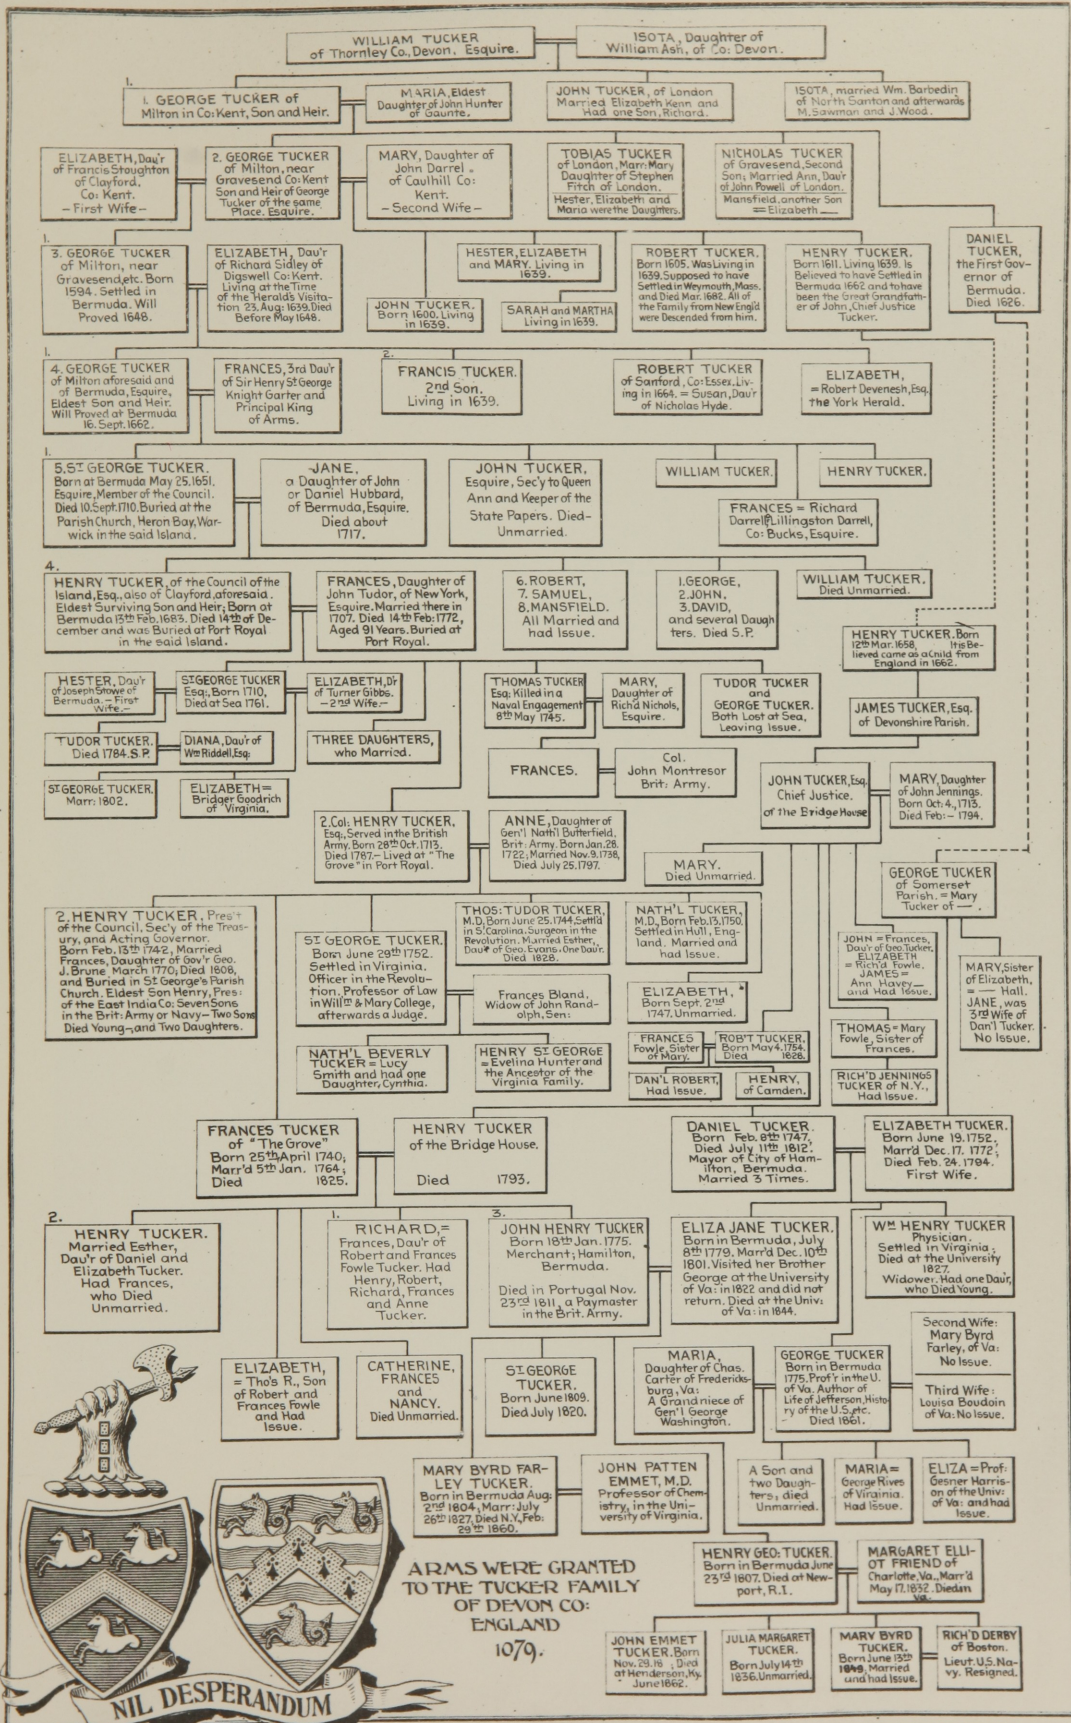 WILLIAM TUCKER
of Thornley Co., Devon, Esquire.
ISOTA, Daughter of
William Ash, of Co: Devon.
1.
1. GEORGE TUCKER of
Milton in Co: Kent, Son and Heir.
MARIA, Eldest
Daughter of John Hunter
of Gaunte.
JOHN TUCKER, of London
Married Elizabeth Kenn and
Had one Son, Richard.
ISOTA, married Wm. Barbedin
of North Santon and afterwards
M. Sawman and J. Wood.
ELIZABETH, Dau'r
of Francis Stoughton
of Clayford,
Co: Kent.
- First Wife -
2. GEORGE TUCKER
of Milton, near
Gravesend Co: Kent
Son and Heir of George
Tucker of the same
Place. Esquire.
MARY, Daughter of
John Darrel
of Caulhill Co:
Kent.
- Second Wife -
TOBIAS TUCKER
of London, Marr: Mary
Daughter of Stephen
Fitch of London.
Hester, Elizabeth and
Maria were the Daughters.
NICHOLAS TUCKER
of Gravesend, Second
Son; Married Ann, Dau'r
of John Powell of London.
Mansfield, another Son
= Elizabeth —
1.
3. GEORGE TUCKER
of Milton, near
Gravesend, etc. Born
1594. Settled in
Bermuda. Will
Proved 1648.
ELIZABETH, Dau'r
of Richard Sidley of
Digswell Co: Kent.
Living at the Time
of the Herald's Visita-
tion 23. Aug: 1639. Died
Before May 1648.
JOHN TUCKER.
Born 1600. Living
in 1639.
HESTER, ELIZABETH
and MARY. Living in
1639.
SARAH and MARTHA
Living in 1639.
ROBERT TUCKER.
Born 1605. Was Living in
1639. Supposed to have
Settled in Weymouth, Mass.
and Died Mar. 1682. All of
the Family from New Engl'd
were Descended from him.
HENRY TUCKER.
Born 1611. Living 1639. Is
Believed to have Settled in
Bermuda 1662 and to have
been the Great Grandfath-
er of John, Chief Justice
Tucker.
DANIEL
TUCKER,
the First Gov-
ernor of
Bermuda.
Died 1626.
1.
4. GEORGE TUCKER
of Milton aforesaid and
of Bermuda, Esquire,
Eldest Son and Heir.
Will Proved at Bermuda
16. Sept. 1662.
FRANCES, 3rd Dau'r
of Sir Henry St George
Knight Garter and
Principal King
of Arms.
2.
FRANCIS TUCKER.
2nd Son.
Living in 1639.
ROBERT TUCKER
of Sanford, Co: Essex, Liv-
ing in 1664. = Susan, Dau'r
of Nicholas Hyde.
ELIZABETH,
= Robert Devenesh, Esq.
the York Herald.
1.
5. ST GEORGE TUCKER.
Born at Bermuda May 25, 1651,
Esquire, Member of the Council.
Died 10. Sept. 1710. Buried at the
Parish Church, Heron Bay, War-
wick in the said Island.
JANE,
a Daughter of John
or Daniel Hubbard,
of Bermuda, Esquire.
Died about
1717.
JOHN TUCKER,
Esquire, Sec'y to Queen
Ann and Keeper of the
State Papers. Died-
Unmarried.
WILLIAM TUCKER.
HENRY TUCKER.
FRANCES = Richard
Darrell, Lillingston Darrell,
Co: Bucks, Esquire.
4.
HENRY TUCKER, of the Council of the
Island, Esq., also of Clayford, aforesaid.
Eldest Surviving Son and Heir; Born at
Bermuda 13th Feb. 1683. Died 14th of De-
cember and was Buried at Port Royal
in the said Island.
FRANCES, Daughter of
John Tudor, of New York,
Esquire. Married there in
1707. Died 14th Feb: 1772,
Aged 91 Years. Buried at
Port Royal.
6. ROBERT,
7. SAMUEL,
8. MANSFIELD.
All Married and
had Issue.
1. GEORGE,
2. JOHN,
3. DAVID,
and several Daugh
ters. Died S.P.
WILLIAM TUCKER.
Died Unmarried.
HENRY TUCKER. Born
12th Mar. 1658, It is Be-
lieved came as a Child from
England in 1662.
HESTER, Dau'r
of Joseph Stowe of
Bermuda. - First
Wife. -
ST GEORGE TUCKER
Esq:, Born 1710,
Died at Sea 1761.
ELIZABETH, Dr
of Turner Gibbs.
- 2nd Wife. -
THOMAS TUCKER
Esq: Killed in a
Naval Engagement
8th May 1745.
MARY,
Daughter of
Rich'd Nichols,
Esquire.
TUDOR TUCKER
and
GEORGE TUCKER.
Both Lost at Sea,
Leaving Issue.
JAMES TUCKER, Esq.
of Devonshire Parish.
TUDOR TUCKER.
Died 1784. S.P.
DIANA, Dau'r of
Wm Riddell, Esq:
THREE DAUGHTERS,
who Married.
FRANCES.
Col.
John Montresor
Brit: Army.
JOHN TUCKER, Esq.
Chief Justice.
of the Bridge House
MARY, Daughter
of John Jennings.
Born Oct: 4, 1713.
Died Feb: - 1794.
ST GEORGE TUCKER.
Marr: 1802.
ELIZABETH =
Bridger Goodrich
of Virginia.
2. Col: HENRY TUCKER,
Esq:, Served in the British
Army. Born 28th Oct. 1713.
Died 1787. - Lived at "The
Grove" in Port Royal.
ANNE, Daughter of
Gen'l Nath'l Butterfield,
Brit: Army. Born Jan. 28.
1722; Married Nov. 9. 1738,
Died July 25. 1797.
MARY.
Died Unmarried.
GEORGE TUCKER
of Somerset
Parish. = Mary
Tucker of —.
2. HENRY TUCKER, Pres't
of the Council, Sec'y of the Treas-
ury, and Acting Governor.
Born Feb. 13th 1742, Married
Frances, Daughter of Gov'r Geo.
J. Brune March 1770; Died 1808,
and Buried in St George's Parish
Church. Eldest Son Henry, Pres:
of the East India Co: Seven Sons
in the Brit: Army or Navy- Two Sons
Died Young-, and Two Daughters.
ST GEORGE TUCKER.
Born June 29th 1752.
Settled in Virginia.
Officer in the Revolu-
tion. Professor of Law
in Willm & Mary College,
afterwards a Judge.
THOS: TUDOR TUCKER,
M.D. Born June 25. 1744, Settl'd
in S. Carolina. Surgeon in the
Revolution. Married Esther,
Dau'r of Geo. Evans. One Dau'r.
Died 1828.
Frances Bland,
Widow of John Rand-
olph, Sen:
NATH'L TUCKER,
M.D., Born Feb. 13. 1750.
Settled in Hull, Eng-
land. Married and
had Issue.
ELIZABETH,
Born Sept. 2nd
1747. Unmarried.
JOHN = Frances,
Dau'r of Geo. Tucker.
ELIZABETH
= Rich'd Fowle.
JAMES =
Ann Havey —
and Had Issue.
MARY, Sister
of Elizabeth,
= — Hall.
JANE, was
3rd Wife of
Dan'l Tucker.
No Issue.
NATH'L BEVERLY
TUCKER = Lucy
Smith and had one
Daughter, Cynthia.
HENRY ST GEORGE
= Evelina Hunter and
the Ancestor of the
Virginia Family.
FRANCES
Fowle, Sister
of Mary.
ROB'T TUCKER.
Born May 4. 1754.
Died 1828.
THOMAS = Mary
Fowle, Sister of
Frances.
DAN'L ROBERT,
Had Issue.
HENRY,
of Camden.
RICH'D JENNINGS
TUCKER of N.Y.,
Had Issue.
FRANCES TUCKER
of "The Grove"
Born 25th April 1740;
Marr'd 5th Jan. 1764;
Died 1825.
HENRY TUCKER
of the Bridge House.
Died 1793.
DANIEL TUCKER.
Born Feb. 8th 1747,
Died July 11th 1812,
Mayor of City of Ham-
ilton, Bermuda.
Married 3 Times.
ELIZABETH TUCKER.
Born June 19. 1752,
Marr'd Dec. 17. 1772;
Died Feb. 24. 1794.
First Wife.
2.
HENRY TUCKER.
Married Esther,
Dau'r of Daniel and
Elizabeth Tucker.
Had Frances,
who Died
Unmarried.
1.
RICHARD, =
Frances, Dau'r of
Robert and Frances
Fowle Tucker. Had
Henry, Robert,
Richard, Frances
and Anne
Tucker.
3.
JOHN HENRY TUCKER
Born 18th Jan. 1775.
Merchant; Hamilton,
Bermuda.
Died in Portugal Nov.
23rd 1811, a Paymaster
in the Brit. Army.
ELIZA JANE TUCKER.
Born in Bermuda, July
8th 1779. Marr'd Dec. 10th
1801. Visited her Brother
George at the University
of Va: in 1822 and did not
return. Died at the Univ:
of Va: in 1844.
WM HENRY TUCKER
Physician.
Settled in Virginia;
Died at the University
1827.
Widower. Had one Dau'r,
who Died Young.
ELIZABETH,
= Tho's R., Son
of Robert and
Frances Fowle
and Had
Issue.
CATHERINE,
FRANCES
and
NANCY.
Died Unmarried.
ST GEORGE
TUCKER.
Born June 1809.
Died July 1820.
MARIA,
Daughter of Chas.
Carter of Fredericks-
burg, Va:
A Grand niece of
Gen'l George
Washington.
GEORGE TUCKER
Born in Bermuda
1775. Prof'r in the U.
of Va. Author of
Life of Jefferson, Histo-
ry of the U.S., etc.
Died 1861.
Second Wife:
Mary Byrd
Farley, of Va:
No Issue.
Third Wife:
Louisa Boudoin
of Va: No Issue.
MARY BYRD FAR-
LEY TUCKER.
Born in Bermuda Aug:
2nd 1804, Marr: July
26th 1827, Died N.Y., Feb:
29th 1860.
JOHN PATTEN
EMMET, M.D.
Professor of Chem-
istry, in the Uni-
versity of Virginia.
A Son and
two Daugh-
ters, died
Unmarried.
MARIA =
George Rives
of Virginia.
Had Issue.
ELIZA = Prof:
Gesner Harris-
on of the Univ:
of Va: and had
Issue.
HENRY GEO: TUCKER.
Born in Bermuda June
23rd 1807. Died at New-
port, R.I.
MARGARET ELLI-
OT FRIEND of
Charlotte, Va., Marr'd
May 17. 1832. Died in
Va.
JOHN EMMET
TUCKER. Born
Nov. 29. 18 , Died
at Henderson, Ky.
June 1862.
JULIA MARGARET
TUCKER.
Born July 14th
1836. Unmarried.
MARY BYRD
TUCKER.
Born June 13th
Married
and had Issue.
RICH'D DERBY
of Boston.
Lieut. U.S. Na-
vy. Resigned.
ARMS WERE GRANTED
TO THE TUCKER FAMILY
OF DEVON CO:
ENGLAND
1079.
NIL DESPERANDUM